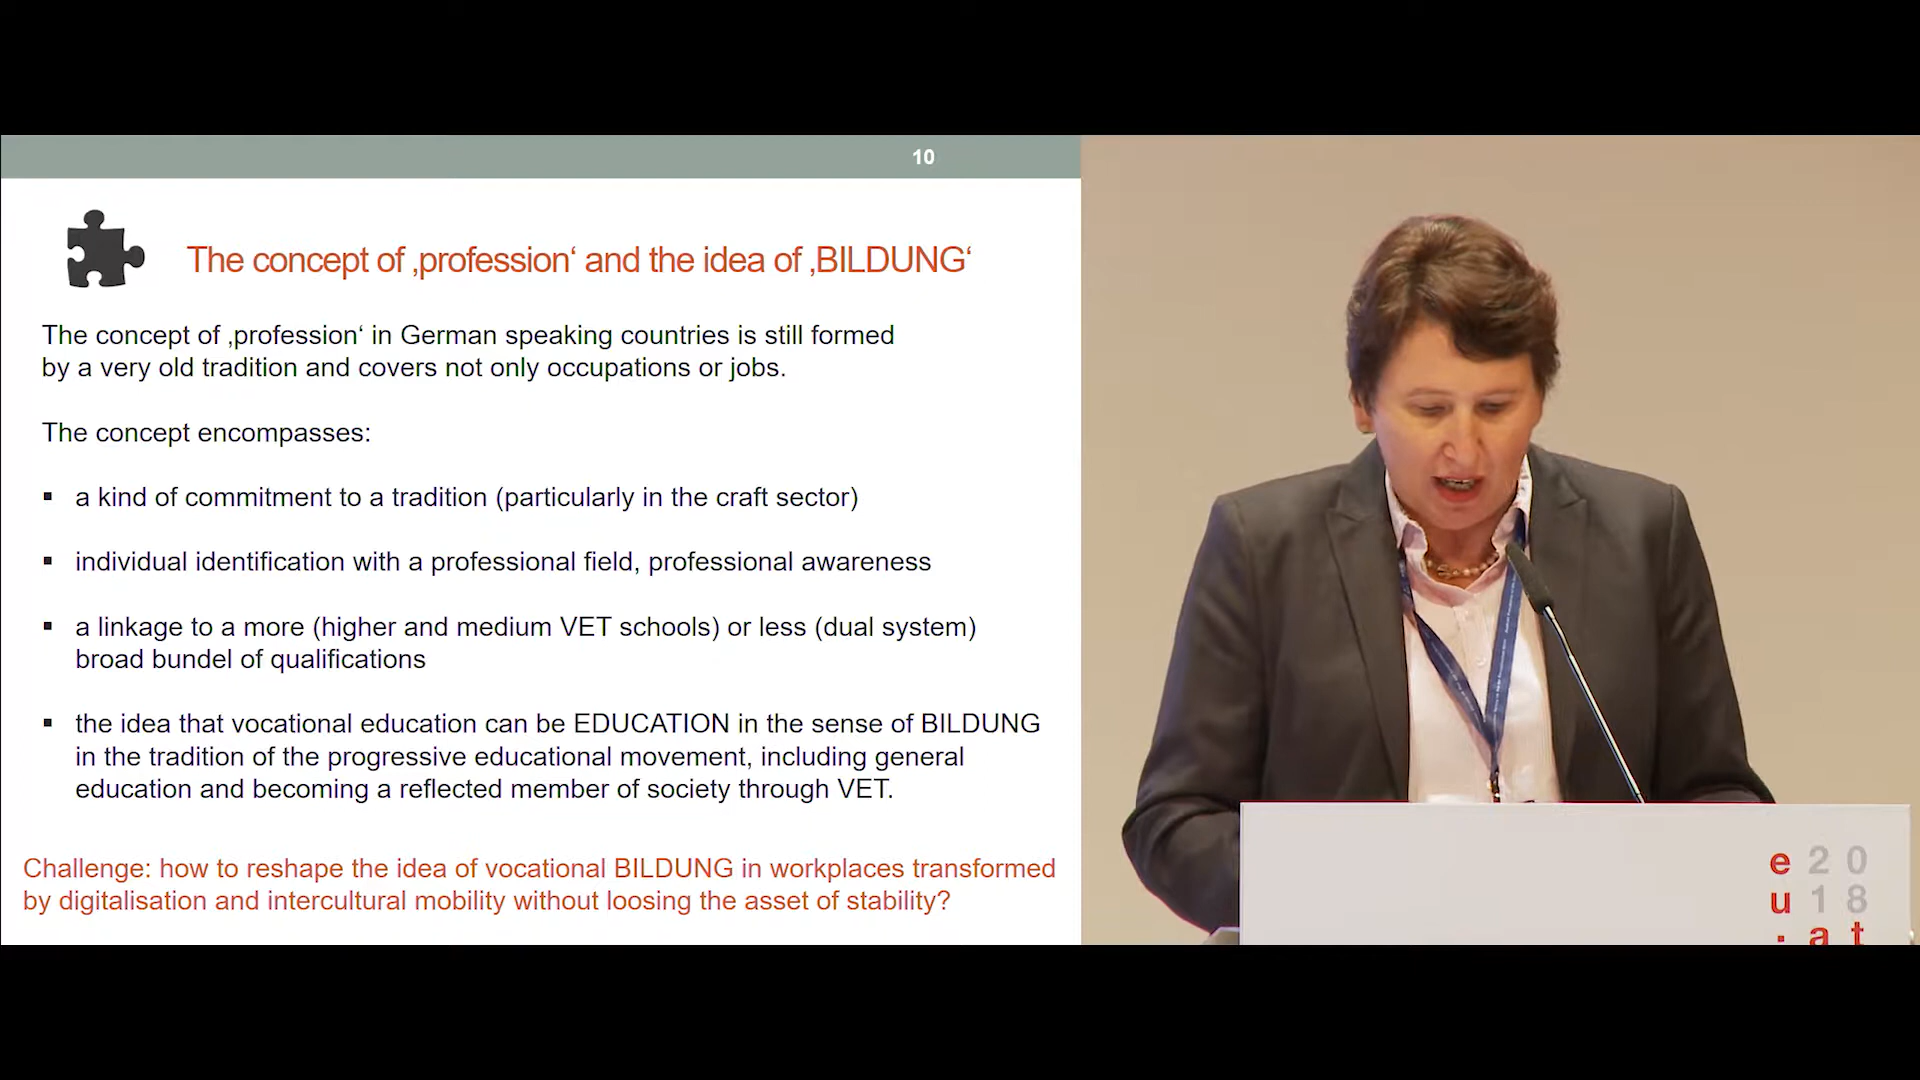 10
The concept of ‚profession‘ and the idea of ‚BILDUNG‘
The concept of ‚profession‘ in German speaking countries is still formed
by a very old tradition and covers not only occupations or jobs.
The concept encompasses:
▪ a kind of commitment to a tradition (particularly in the craft sector)
▪ individual identification with a professional field, professional awareness
▪ a linkage to a more (higher and medium VET schools) or less (dual system)
broad bundel of qualifications
▪ the idea that vocational education can be EDUCATION in the sense of BILDUNG
in the tradition of the progressive educational movement, including general
education and becoming a reflected member of society through VET.
Challenge: how to reshape the idea of vocational BILDUNG in workplaces transformed
by digitalisation and intercultural mobility without loosing the asset of stability?
e20
u18
.at